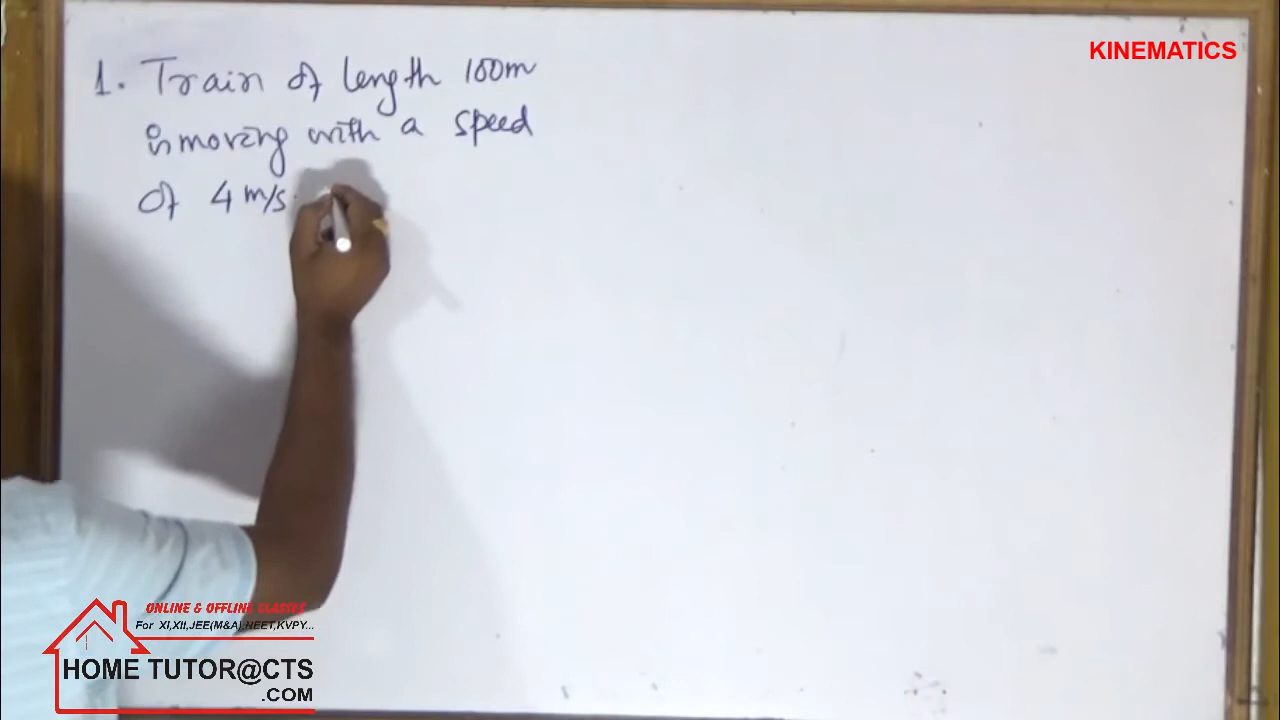 KINEMATICS
1. Train of length 100m
is moving with a speed
of 4 m/s.
ONLINE & OFFLINE CLASSES
For XI,XII,JEE(M&A),NEET,KVPY...
HOME TUTOR@CTS
.COM